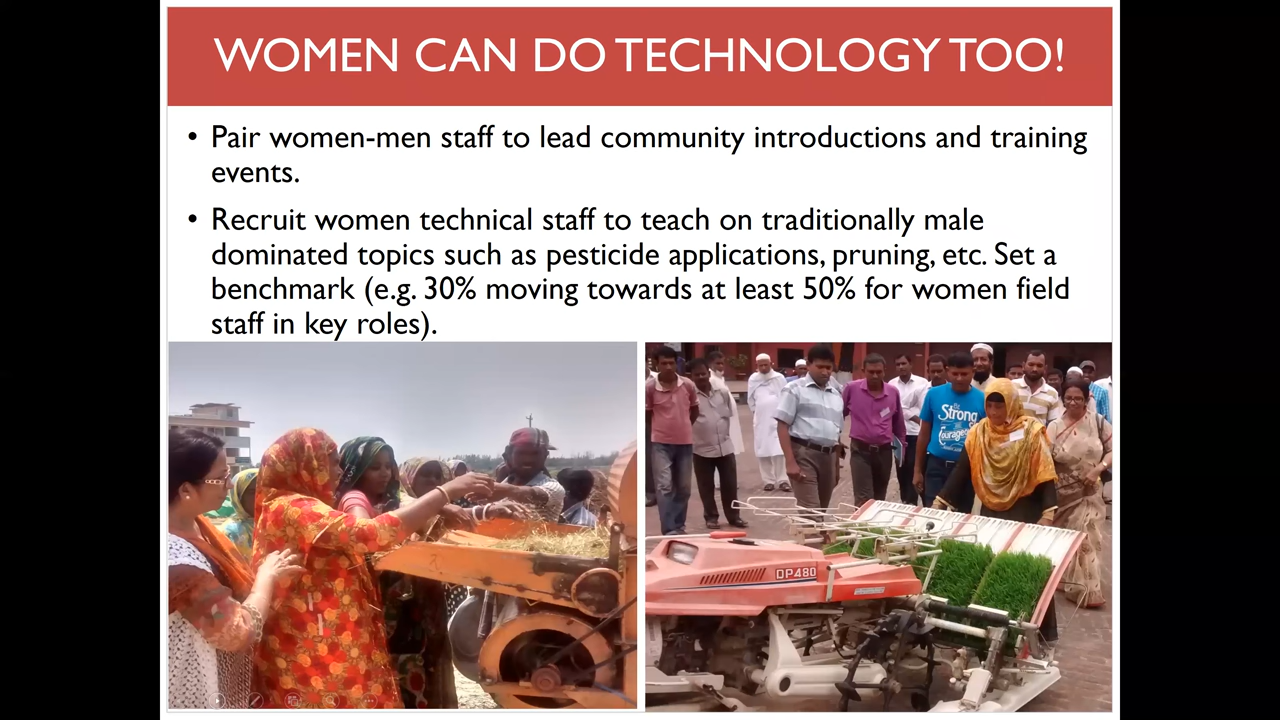 WOMEN CAN DO TECHNOLOGY TOO!
• Pair women-men staff to lead community introductions and training
events.
• Recruit women technical staff to teach on traditionally male
dominated topics such as pesticide applications, pruning, etc. Set a
benchmark (e.g. 30% moving towards at least 50% for women field
staff in key roles).
Be
Strong
Courageous
DP480